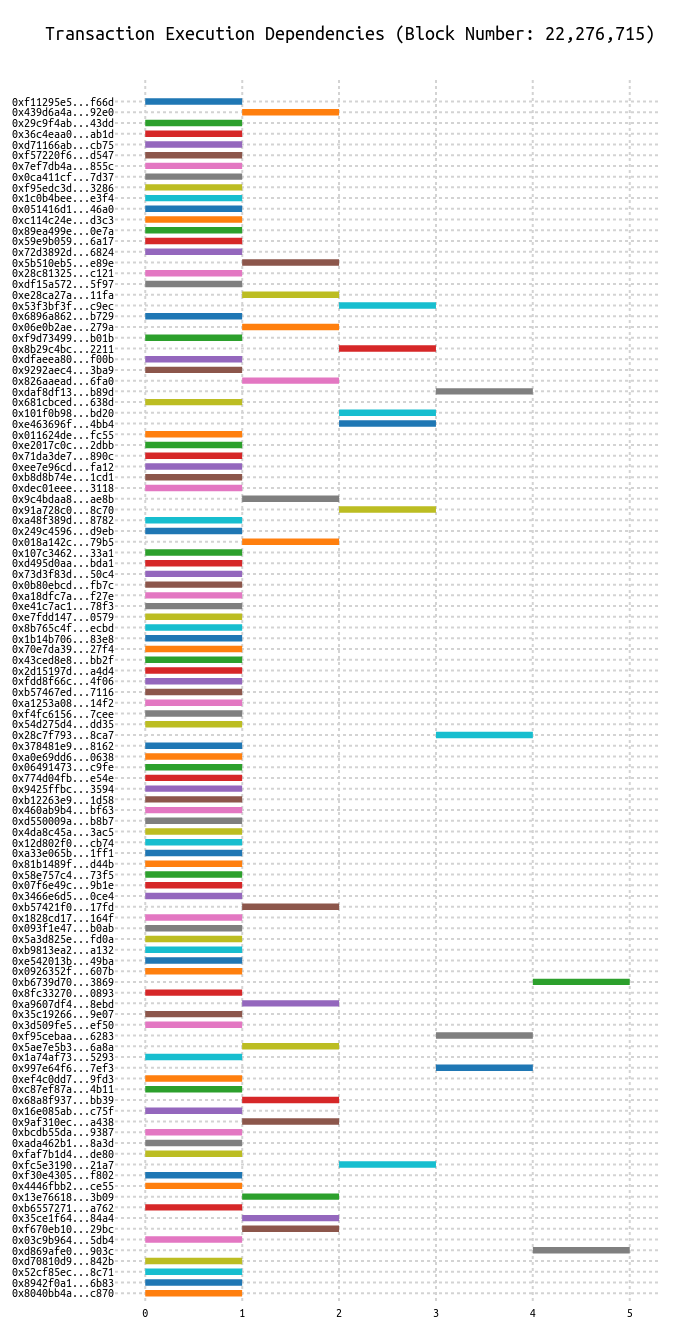 Transaction Execution Dependencies (Block Number: 22,276,715)
0xf11295e5...f66d
0x439d6a4a...92e0
0x29c9f4ab...43dd
0x36c4eaa0...ab1d
0xd71166ab...cb75
0xf57220f6...d547
0x7ef7db4a...855c
0x0ca411cf...7d37
0xf95edc3d...3286
0x1c0b4bee...e3f4
0x051416d1...46a0
0xc114c24e...d3c3
0x89ea499e...0e7a
0x59e9b059...6a17
0x72d3892d...6824
0x5b510eb5...e89e
0x28c81325...c121
0xdf15a572...5f97
0xe28ca27a...11fa
0x53f3bf3f...c9ec
0x6896a862...b729
0x06e0b2ae...279a
0xf9d73499...b01b
0x8b29c4bc...2211
0xdfaeea80...f00b
0x9292aec4...3ba9
0x826aaead...6fa0
0xdaf8df13...b89d
0x681cbced...638d
0x101f0b98...bd20
0xe463696f...4bb4
0x011624de...fc55
0xe2017c0c...2dbb
0x71da3de7...890c
0xee7e96cd...fa12
0xb8d8b74e...1cd1
0xdec01eee...3118
0x9c4bdaa8...ae8b
0x91a728c0...8c70
0xa48f389d...8782
0x249c4596...d9eb
0x018a142c...79b5
0x107c3462...33a1
0xd495d0aa...bda1
0x73d3f83d...50c4
0x0b80ebcd...fb7c
0xa18dfc7a...f27e
0xe41c7ac1...78f3
0xe7fdd147...0579
0x8b765c4f...ecbd
0x1b14b706...83e8
0x70e7da39...27f4
0x43ced8e8...bb2f
0x2d15197d...a4d4
0xfdd8f66c...4f06
0xb57467ed...7116
0xa1253a08...14f2
0xf4fc6156...7cee
0x54d275d4...dd35
0x28c7f793...8ca7
0x378481e9...8162
0xa0e69dd6...0638
0x06491473...c9fe
0x774d04fb...e54e
0x9425ffbc...3594
0xb12263e9...1d58
0x460ab9b4...bf63
0xd550009a...b8b7
0x4da8c45a...3ac5
0x12d802f0...cb74
0xa33e065b...1ff1
0x81b1489f...d44b
0x58e757c4...73f5
0x07f6e49c...9b1e
0x3466e6d5...0ce4
0xb57421f0...17fd
0x1828cd17...164f
0x093f1e47...b0ab
0x5a3d825e...fd0a
0xb9813ea2...a132
0xe542013b...49ba
0x0926352f...607b
0xb6739d70...3869
0x8fc33270...0893
0xa9607df4...8ebd
0x35c19266...9e07
0x3d509fe5...ef50
0xf95cebaa...6283
0x5ae7e5b3...6a8a
0x1a74af73...5293
0x997e64f6...7ef3
0xef4c0dd7...9fd3
0xc87ef87a...4b11
0x68a8f937...bb39
0x16e085ab...c75f
0x9af310ec...a438
0xbcdb55da...9387
0xada462b1...8a3d
0xfaf7b1d4...de80
0xfc5e3190...21a7
0xf30e4305...f802
0x4446fbb2...ce55
0x13e76618...3b09
0xb6557271...a762
0x35ce1f64...84a4
0xf670eb10...29bc
0x03c9b964...5db4
0xd869afe0...903c
0xd70810d9...842b
0x52cf85ec...8c71
0x8942f0a1...6b83
0x8040bb4a...c870
0 1 2 3 4 5